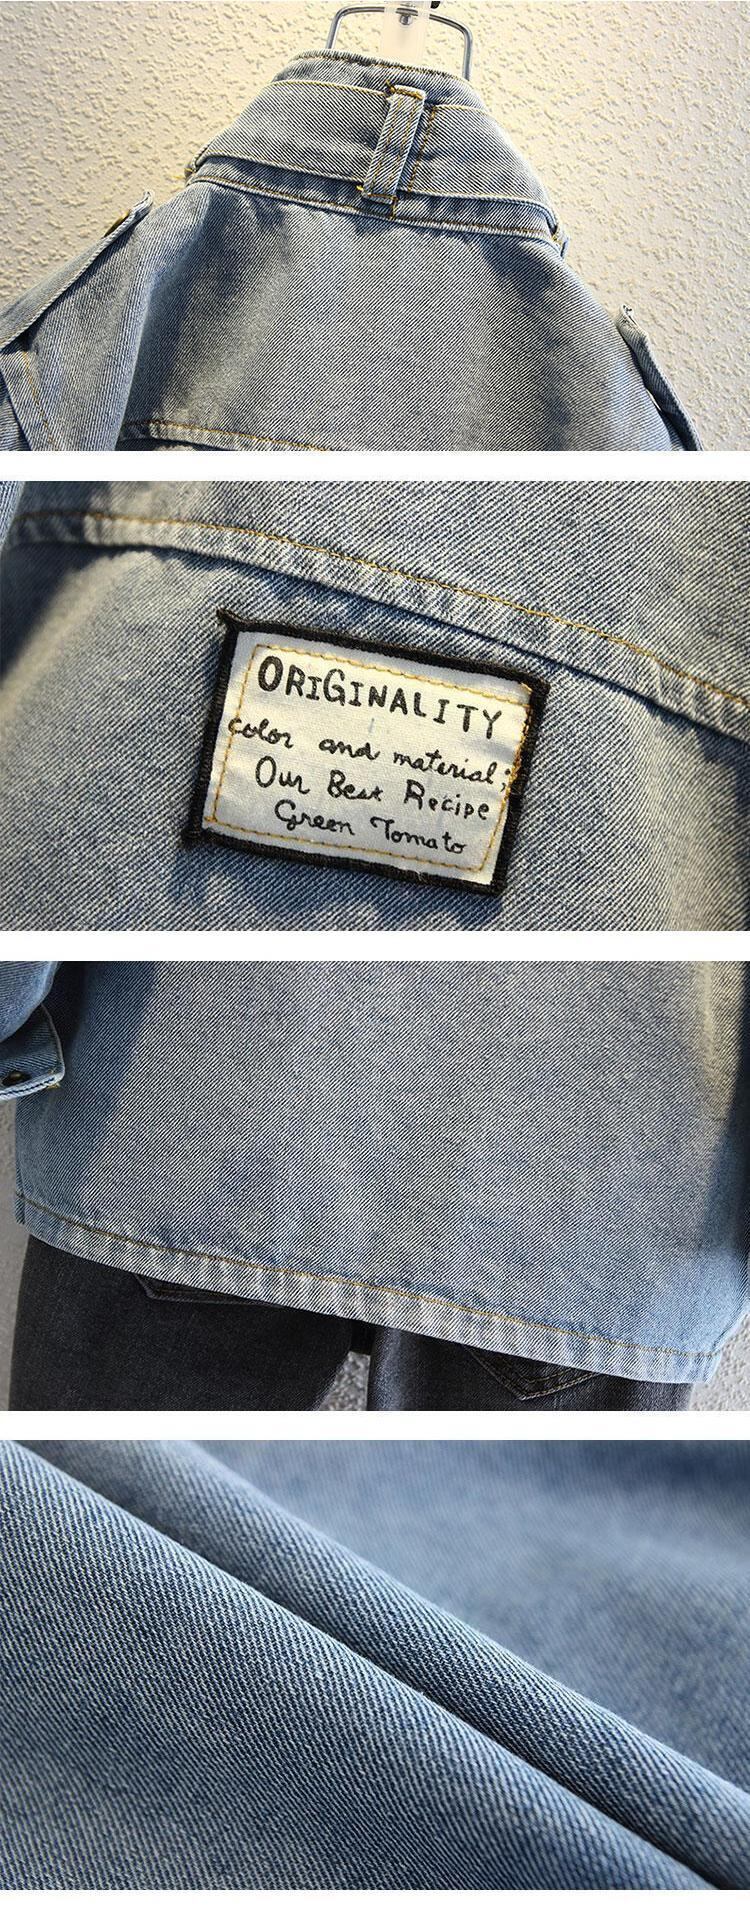 ORiGINALITY
color and material;
Our Best Recipe
Green Tomato